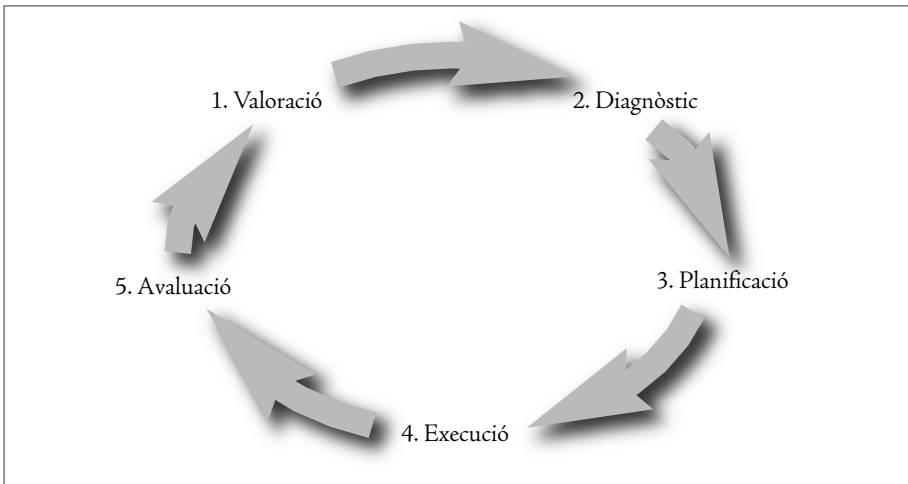 1. Valoració
2. Diagnòstic
3. Planificació
4. Execució
5. Avaluació